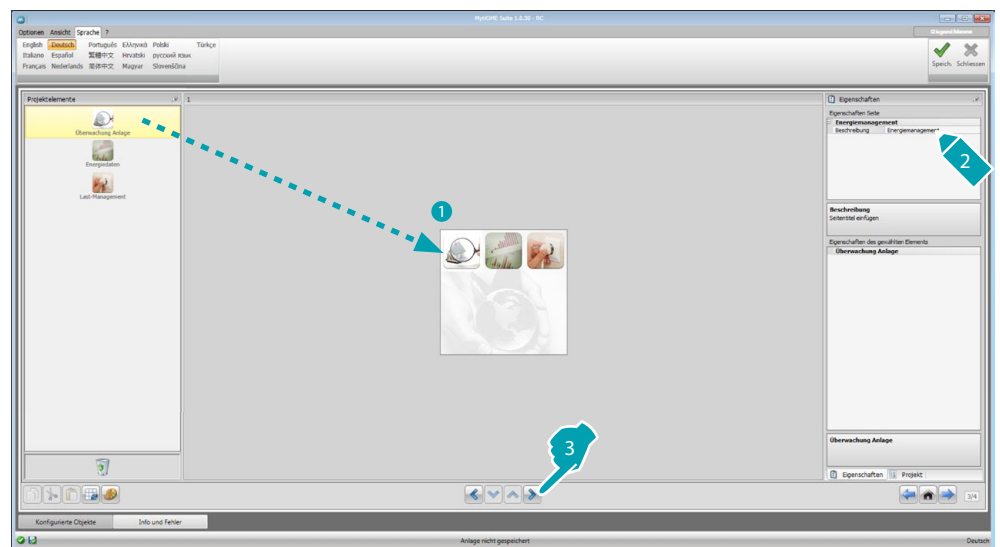 MyHOME Suite 1.0.30 - RC
Optionen Ansicht Sprache ?
English Deutsch Português Ελληνικά Polski Türkçe
Italiano Español 繁體中文 Hrvatski русский язык
Français Nederlands 简体中文 Magyar Slovenščina
Speich. Schliessen
Projektelemente
1
Eigenschaften
Überwachung Anlage
Energiedaten
Last-Management
1
Eigenschaften Seite
Energiemanagement
Beschreibung Energiemanagement
2
Beschreibung
Seitentitel einfügen
Eigenschaften des gewählten Elements
Überwachung Anlage
3
Überwachung Anlage
Eigenschaften Projekt
3/4
Konfigurierte Objekte Info und Fehler
Anlage nicht gespeichert
Deutsch